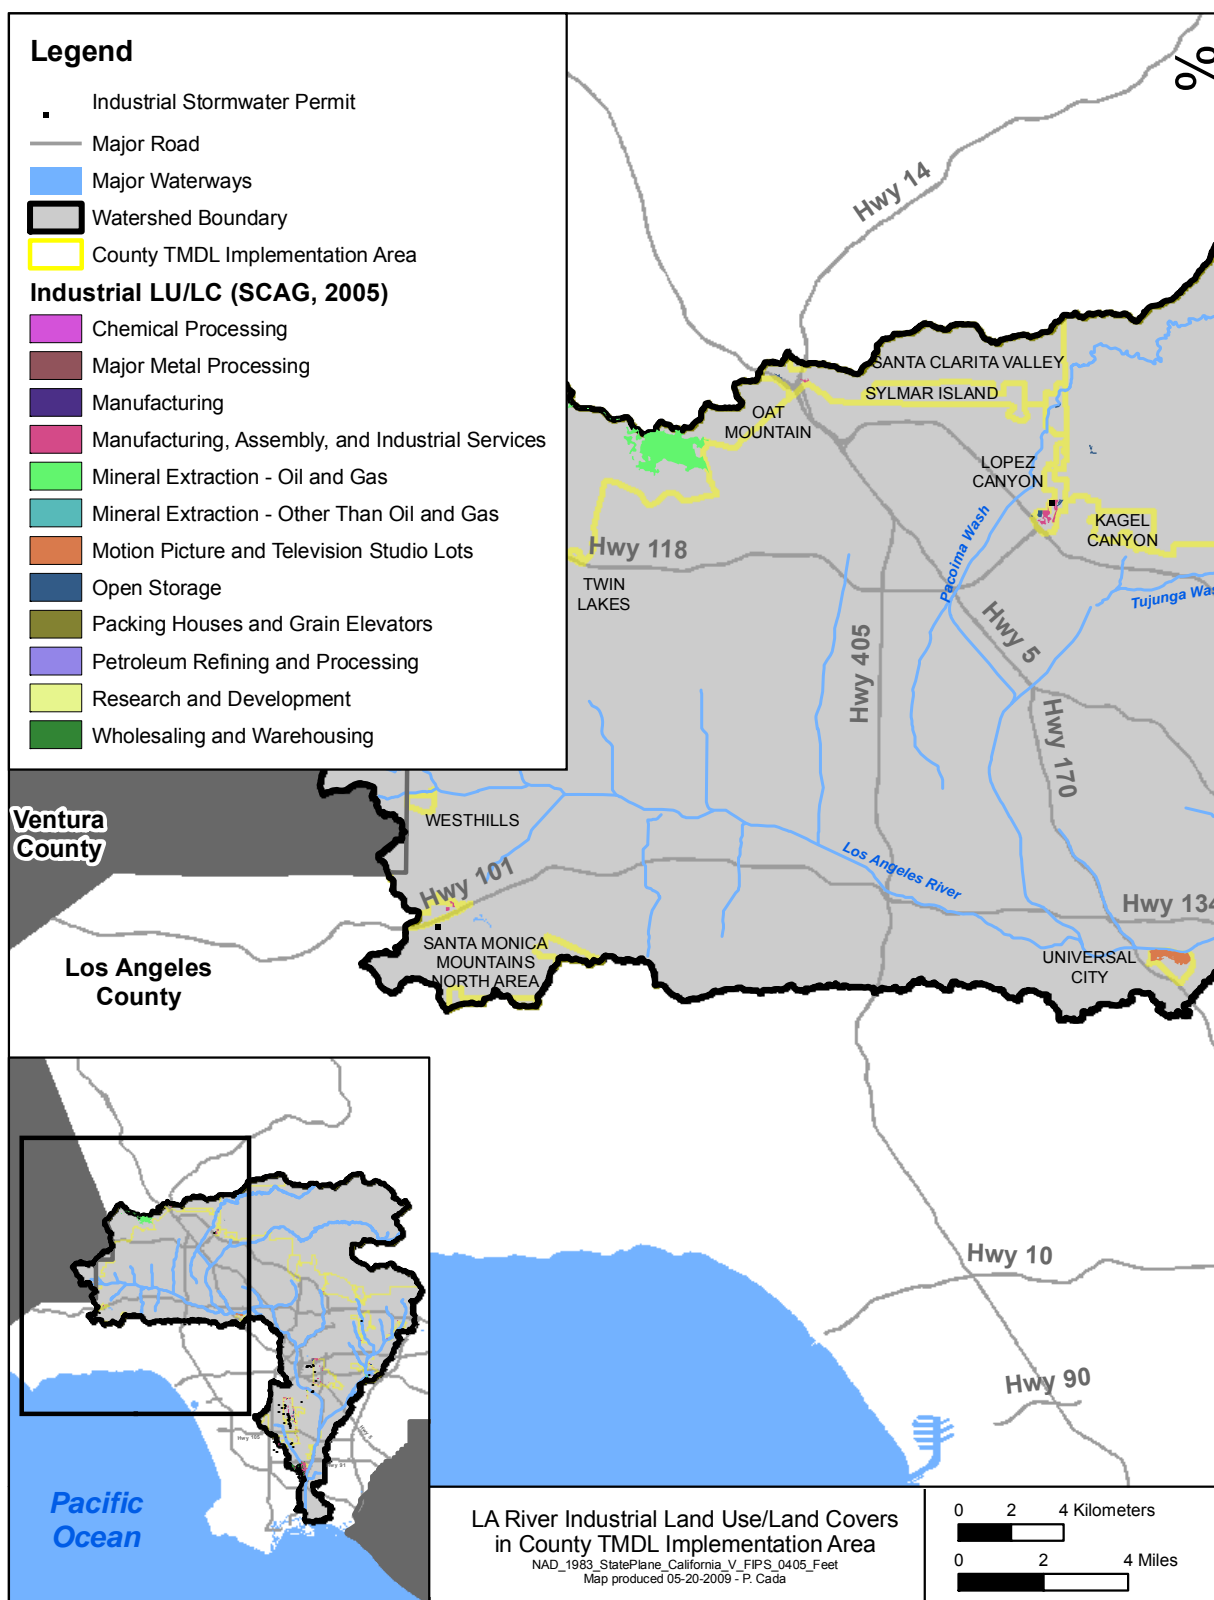 Legend
Industrial Stormwater Permit
Major Road
Major Waterways
Watershed Boundary
County TMDL Implementation Area
Industrial LU/LC (SCAG, 2005)
Chemical Processing
Major Metal Processing
Manufacturing
Manufacturing, Assembly, and Industrial Services
Mineral Extraction - Oil and Gas
Mineral Extraction - Other Than Oil and Gas
Motion Picture and Television Studio Lots
Open Storage
Packing Houses and Grain Elevators
Petroleum Refining and Processing
Research and Development
Wholesaling and Warehousing
%
Hwy 14
SANTA CLARITA VALLEY
SYLMAR ISLAND
OAT
MOUNTAIN
LOPEZ
CANYON
KAGEL
CANYON
Hwy 118
TWIN
LAKES
Pacoima Wash
Tujunga Was
Hwy 5
Hwy 405
Hwy 170
Ventura
County
WESTHILLS
Hwy 101
Los Angeles River
Hwy 134
SANTA MONICA
MOUNTAINS
NORTH AREA
UNIVERSAL
CITY
Los Angeles
County
Hwy 10
Hwy 90
Pacific
Ocean
LA River Industrial Land Use/Land Covers
in County TMDL Implementation Area
NAD_1983_StatePlane_California_V_FIPS_0405_Feet
Map produced 05-20-2009 - P. Cada
0 2 4 Kilometers
0 2 4 Miles